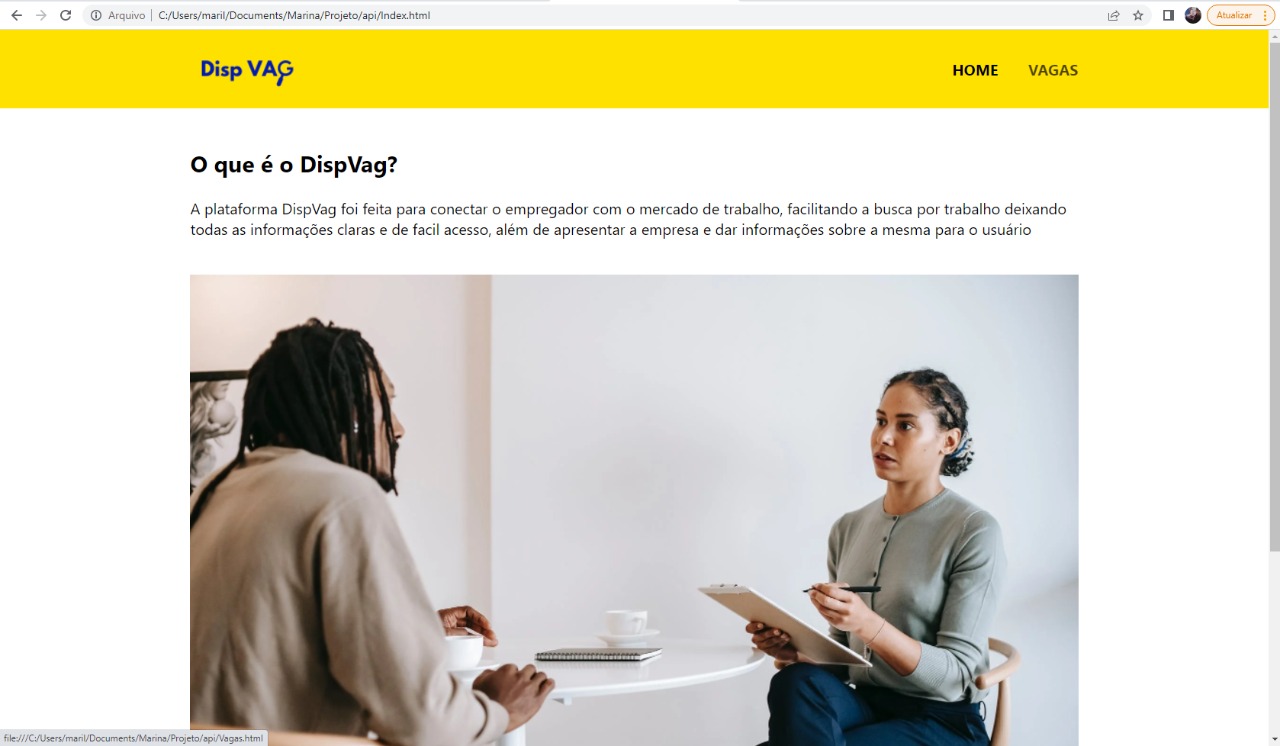 Arquivo | C:/Users/maril/Documents/Marina/Projeto/api/Index.html
Atualizar
Disp VAG
HOME VAGAS
O que é o DispVag?
A plataforma DispVag foi feita para conectar o empregador com o mercado de trabalho, facilitando a busca por trabalho deixando
todas as informações claras e de facil acesso, além de apresentar a empresa e dar informações sobre a mesma para o usuário
file:///C:/Users/maril/Documents/Marina/Projeto/api/Vagas.html